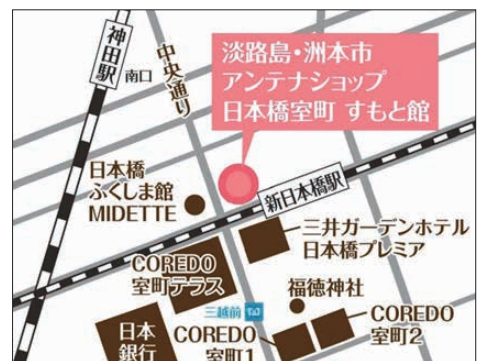 神田駅
南口
中央通り
淡路島・洲本市
アンテナショップ
日本橋室町 すもと館
日本橋
ふくしま館
MIDETTE
新日本橋駅
三井ガーデンホテル
日本橋プレミア
COREDO
室町テラス
福徳神社
三越前
日本
銀行
COREDO
室町1
COREDO
室町2